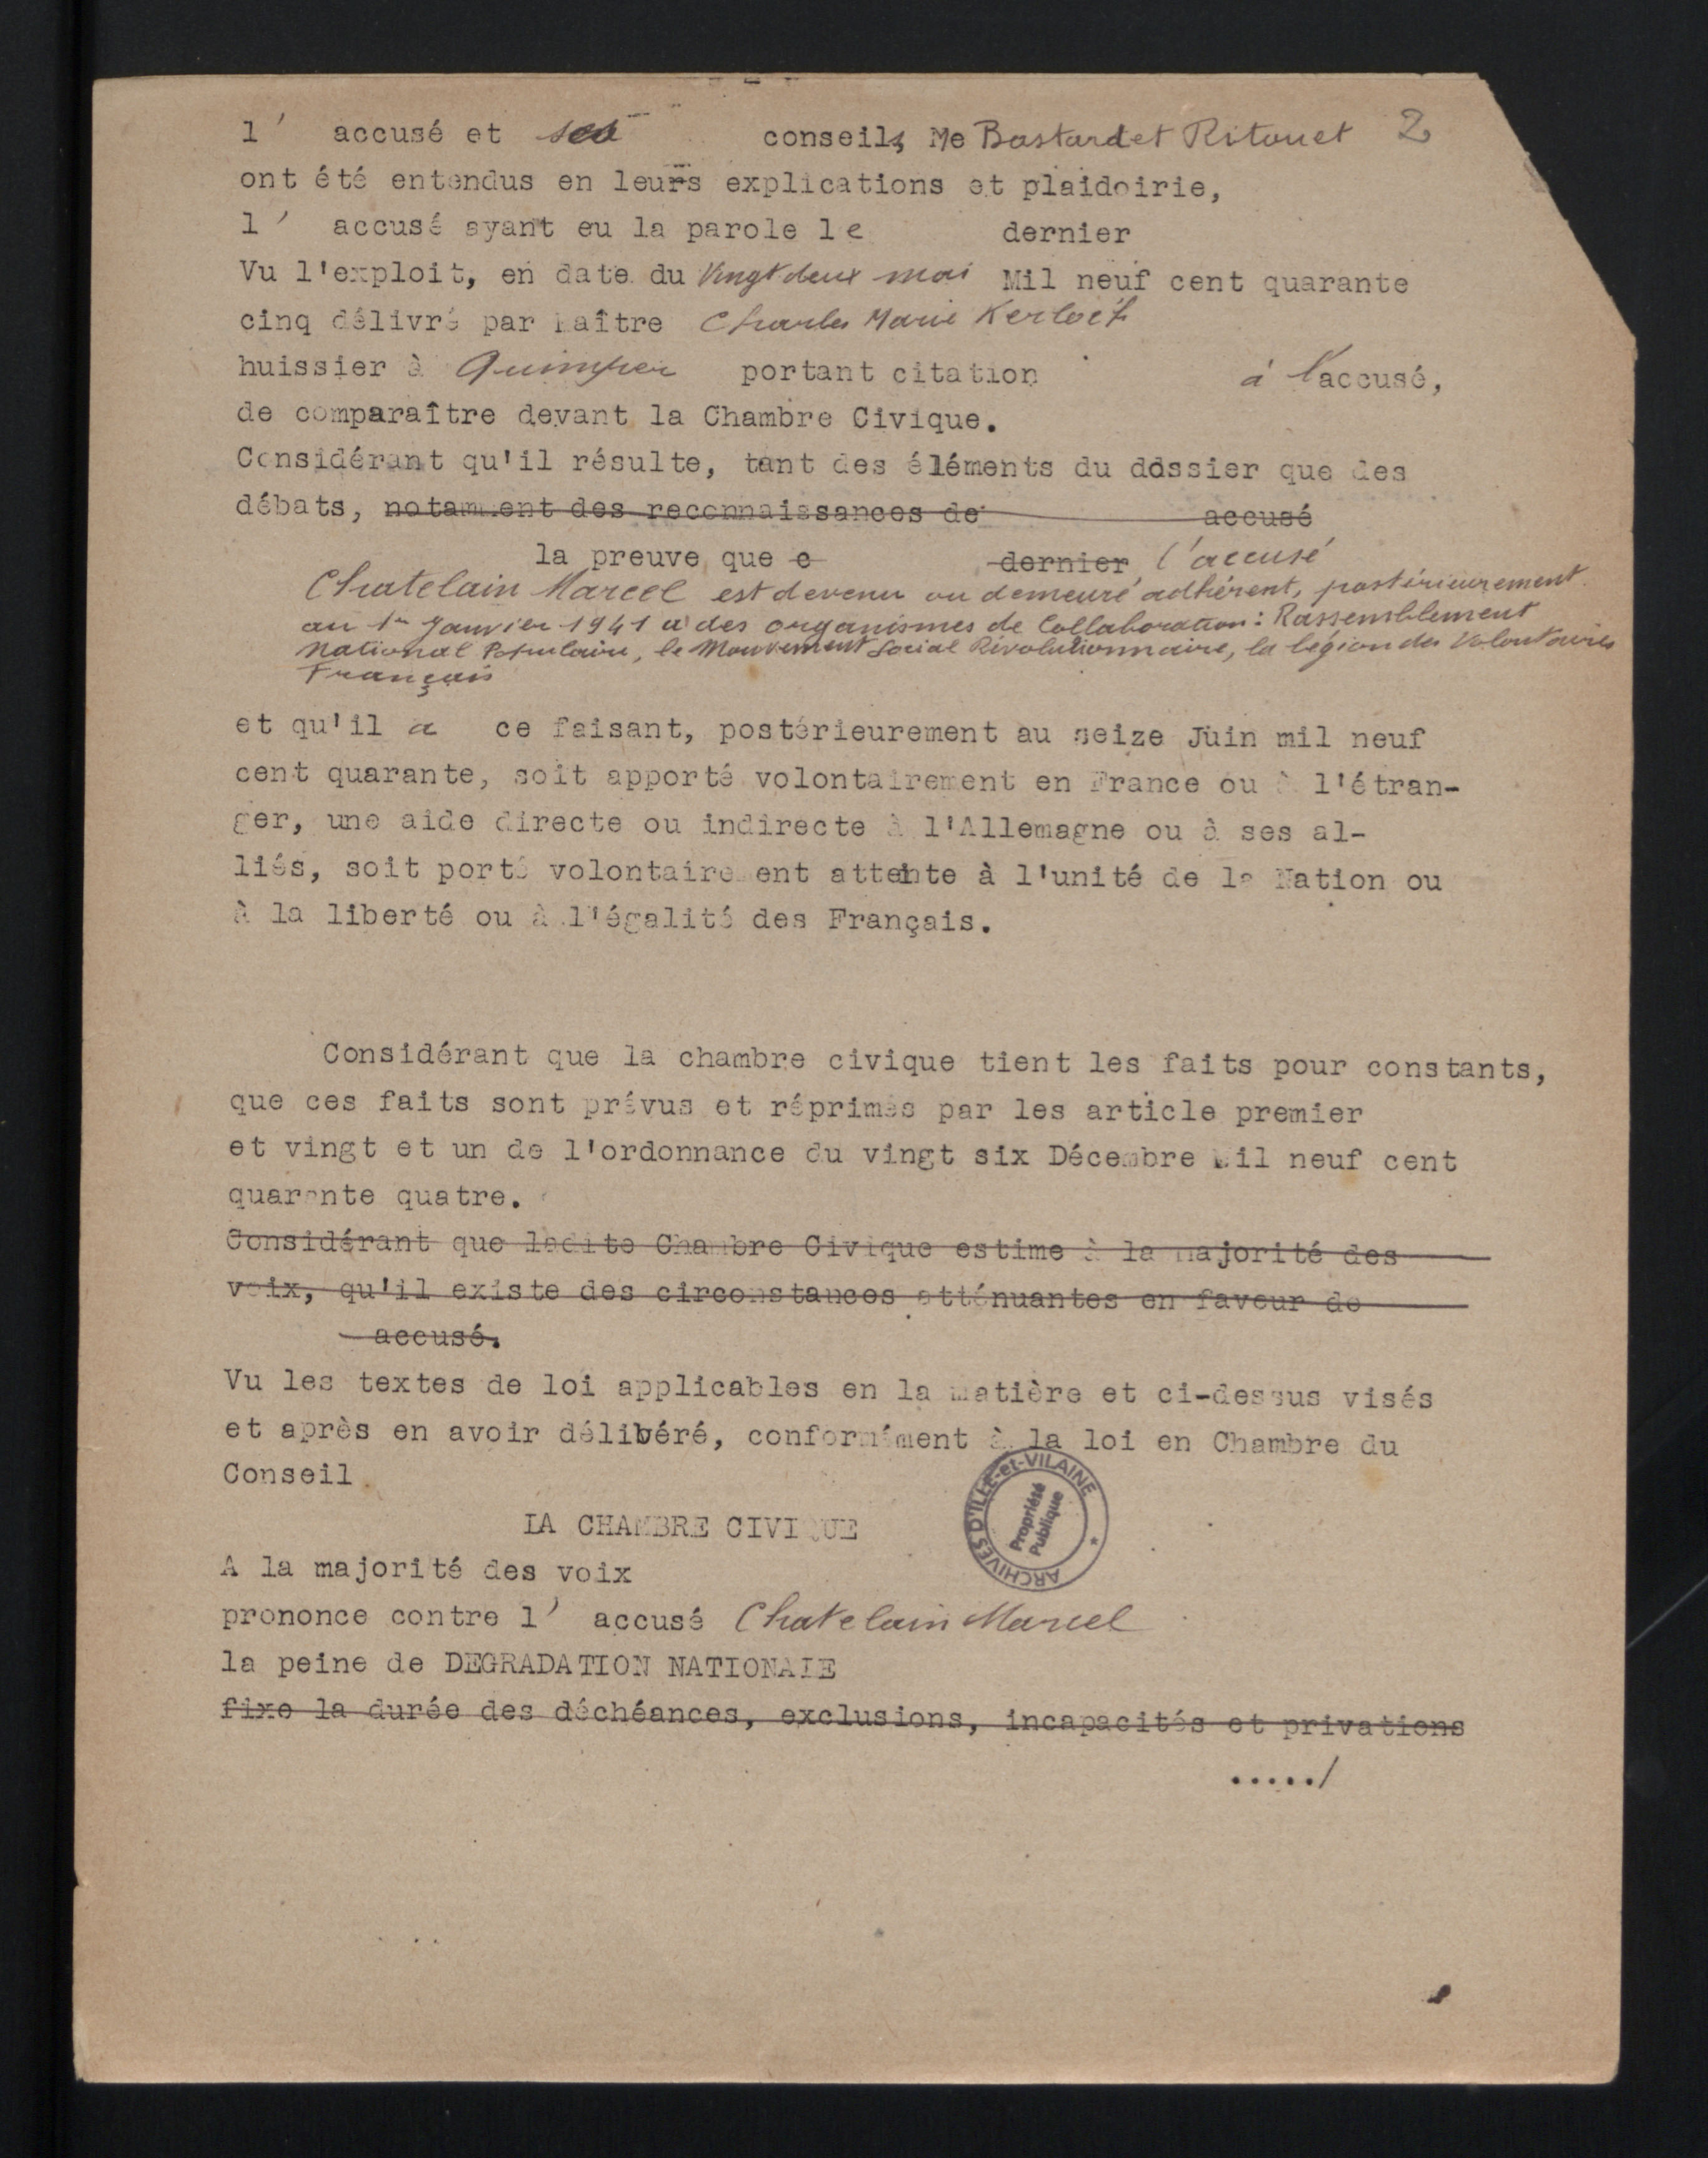 2
l' accusé et ses conseils, Me Bastard et Ritouet
ont été entendus en leurs explications et plaidoirie,
l' accusé ayant eu la parole le dernier
Vu l'exploit, en date du Vingt deux mai Mil neuf cent quarante
cinq délivré par Maître Charles Marie Kerloc'h
huissier à Quimper portant citation à l'accusé,
de comparaître devant la Chambre Civique.
Considérant qu'il résulte, tant des éléments du dossier que des
débats, notamment des reconnaissances de accusé
la preuve que c dernier l'accusé
Chatelain Marcel est devenu ou demeuré adhérent, postérieurement
au 1er Janvier 1941 à des organismes de Collaboration : Rassemblement
National Populaire, le Mouvement Social Révolutionnaire, la légion des Volontaires
Français
et qu'il a ce faisant, postérieurement au seize Juin mil neuf
cent quarante, soit apporté volontairement en France ou à l'étran-
ger, une aide directe ou indirecte à l'Allemagne ou à ses al-
liés, soit porté volontairement atteinte à l'unité de la Nation ou
à la liberté ou à l'égalité des Français.
Considérant que la chambre civique tient les faits pour constants,
que ces faits sont prévus et réprimés par les article premier
et vingt et un de l'ordonnance du vingt six Décembre Mil neuf cent
quarante quatre.
Considérant que ladite Chambre Civique estime à la majorité des
voix, qu'il existe des circonstances atténuantes en faveur de
accusé.
Vu les textes de loi applicables en la matière et ci-dessus visés
et après en avoir délibéré, conformément à la loi en Chambre du
Conseil
LA CHAMBRE CIVIQUE
A la majorité des voix
prononce contre l' accusé Chatelain Marcel
la peine de DEGRADATION NATIONALE
fixe la durée des déchéances, exclusions, incapacités et privations
...../
ARCHIVES D'ILLE-et-VILAINE *
Propriété
Publique